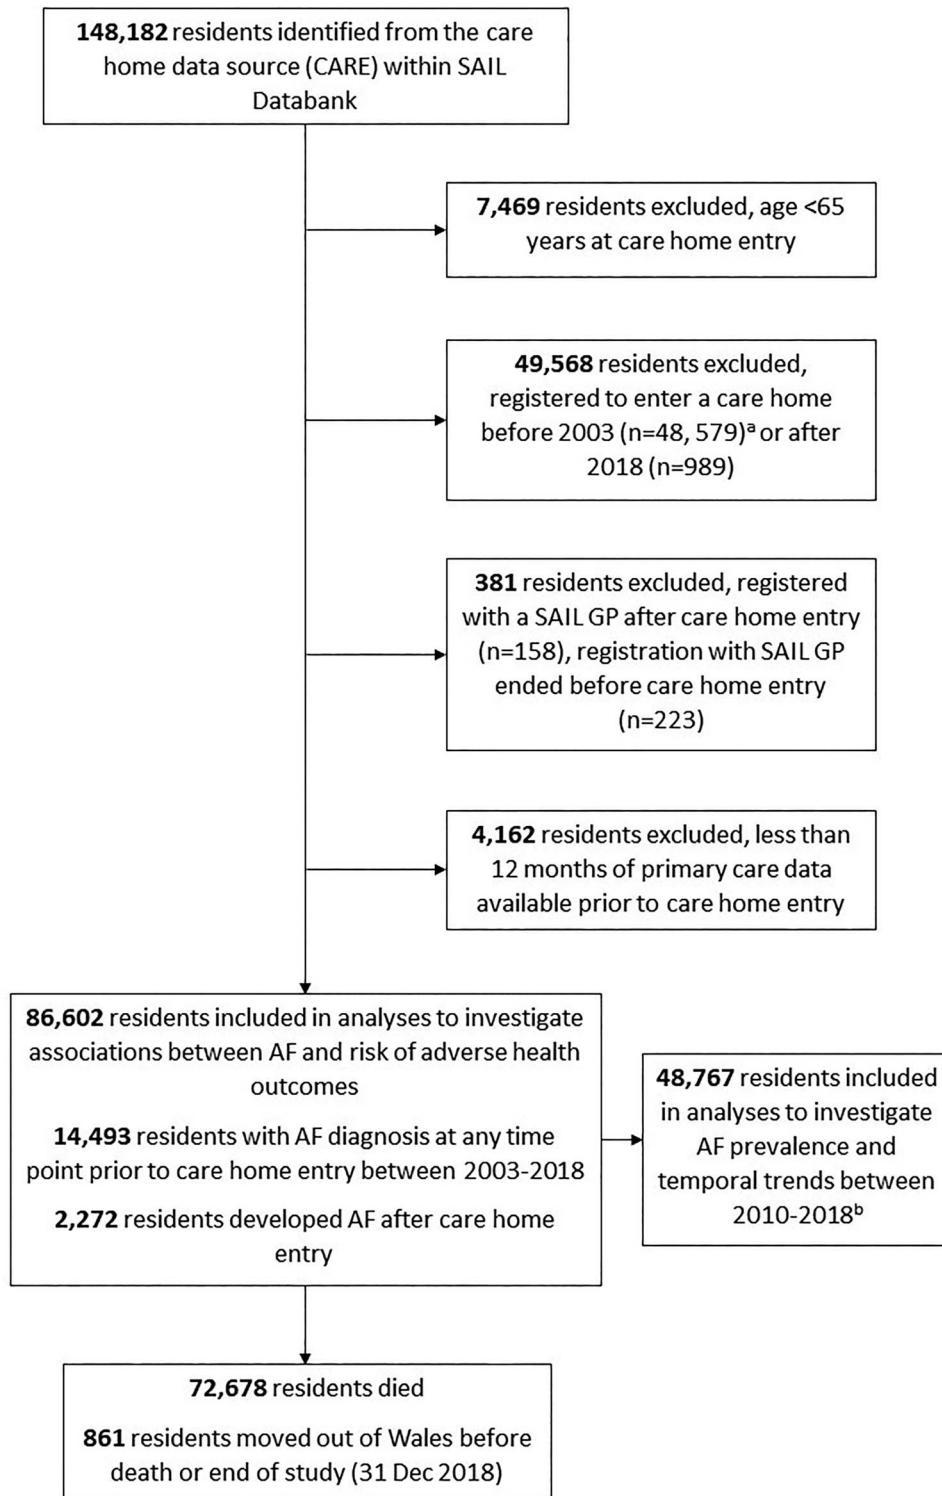 148,182 residents identified from the care
home data source (CARE) within SAIL
Databank
7,469 residents excluded, age <65
years at care home entry
49,568 residents excluded,
registered to enter a care home
before 2003 (n=48, 579)ᵃ or after
2018 (n=989)
381 residents excluded, registered
with a SAIL GP after care home entry
(n=158), registration with SAIL GP
ended before care home entry
(n=223)
4,162 residents excluded, less than
12 months of primary care data
available prior to care home entry
86,602 residents included in analyses to investigate
associations between AF and risk of adverse health
outcomes
14,493 residents with AF diagnosis at any time
point prior to care home entry between 2003-2018
2,272 residents developed AF after care home
entry
48,767 residents included
in analyses to investigate
AF prevalence and
temporal trends between
2010-2018ᵇ
72,678 residents died
861 residents moved out of Wales before
death or end of study (31 Dec 2018)